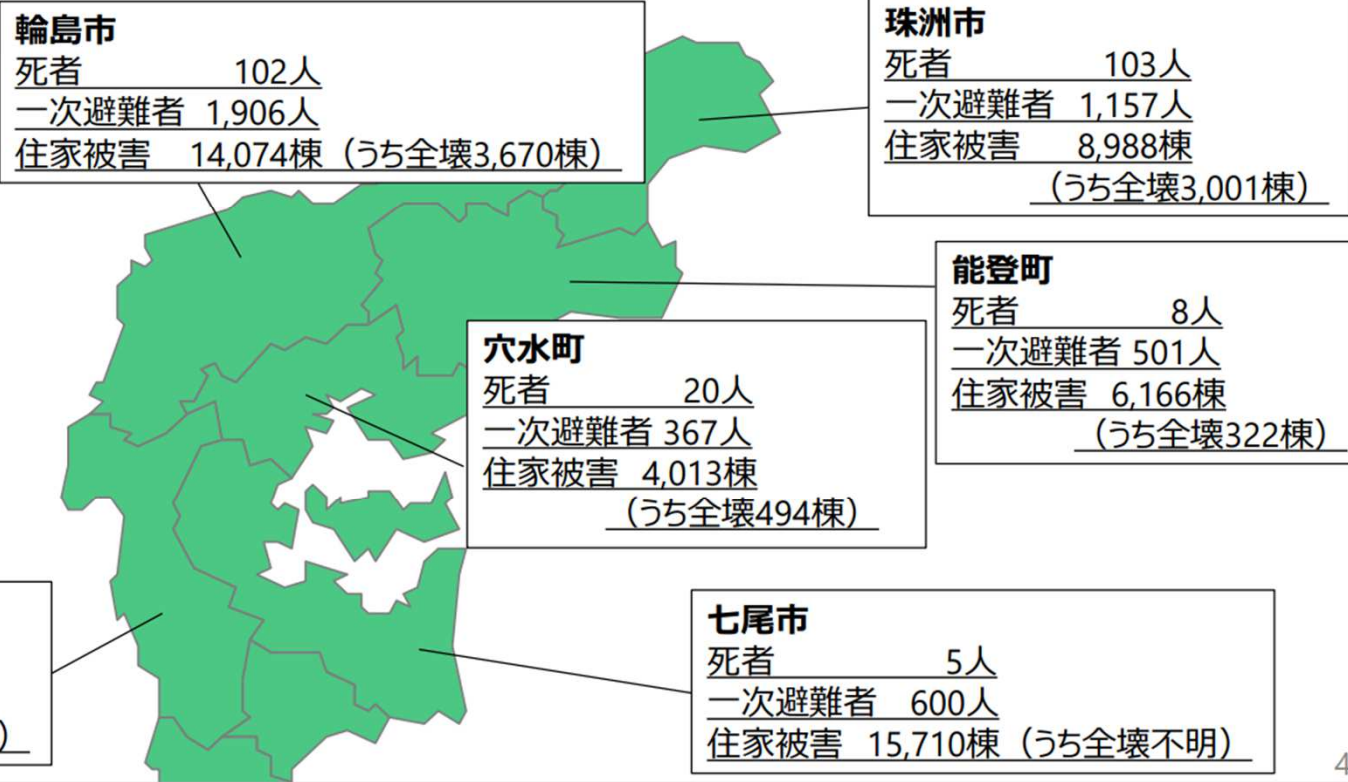 輪島市
死者 102人
一次避難者 1,906人
住家被害 14,074棟（うち全壊3,670棟）
珠洲市
死者 103人
一次避難者 1,157人
住家被害 8,988棟
（うち全壊3,001棟）
能登町
死者 8人
一次避難者 501人
住家被害 6,166棟
（うち全壊322棟）
穴水町
死者 20人
一次避難者 367人
住家被害 4,013棟
（うち全壊494棟）
）
七尾市
死者 5人
一次避難者 600人
住家被害 15,710棟（うち全壊不明）
4